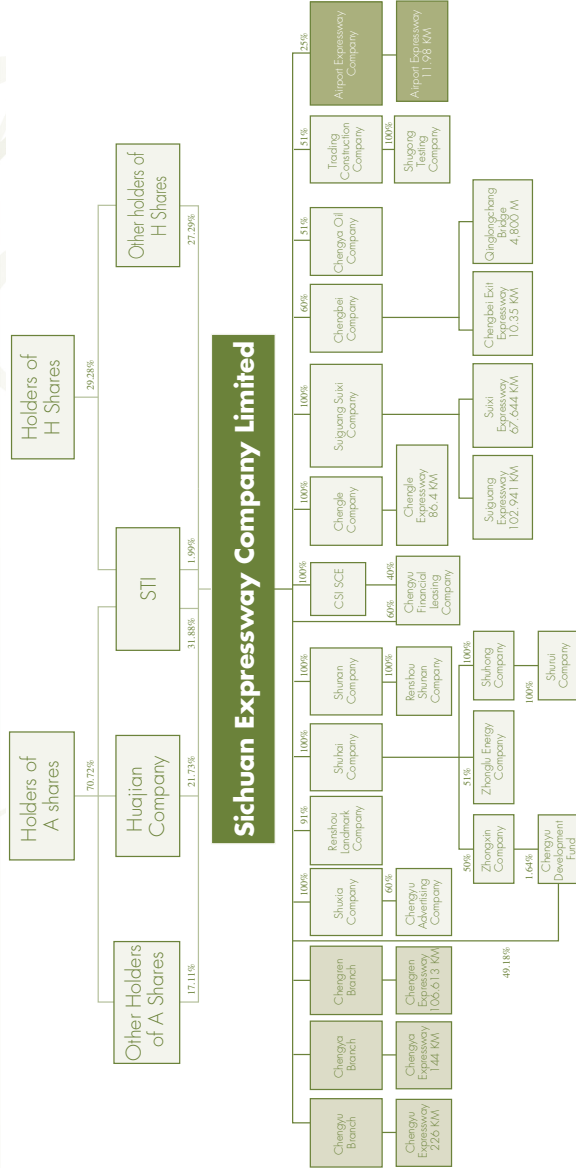 Holders of
A shares
Holders of
H Shares
70.72%
29.28%
Other Holders
of A Shares
Huajian
Company
STI
Other holders of
H Shares
17.11%
21.73%
31.88%
1.99%
27.29%
Sichuan Expressway Company Limited
Chengyu
Branch
Chengyu
Expressway
226 KM
Chengya
Branch
Chengya
Expressway
144 KM
Chengren
Branch
Chengren
Expressway
106.613 KM
49.18%
100%
Shuxia
Company
60%
Chengyu
Advertising
Company
91%
Renshou
Landmark
Company
100%
Shuhai
Company
50%
Zhongxin
Company
1.64%
Chengyu
Development
Fund
51%
Zhonglu Energy
Company
100%
Shuhong
Company
100%
Shurui
Company
100%
Shunan
Company
100%
Renshou
Shunan
Company
100%
CSI SCE
60%
40%
Chengyu
Financial
Leasing
Company
100%
Chengle
Company
Chengle
Expressway
86.4 KM
100%
Suiguang Suixi
Company
Suiguang
Expressway
102.941 KM
Suixi
Expressway
67.644 KM
60%
Chengbei
Company
Chengbei Exit
Expressway
10.35 KM
Qinglongchang
Bridge
4,800 M
51%
Chengya Oil
Company
51%
Trading
Construction
Company
100%
Shugong
Testing
Company
25%
Airport Expressway
Company
Airport Expressway
11.98 KM